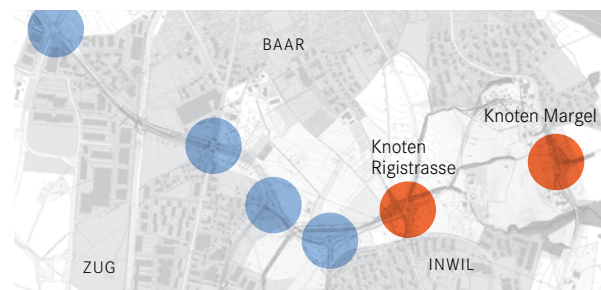 BAAR
Knoten Margel
Knoten
Rigistrasse
ZUG
INWIL